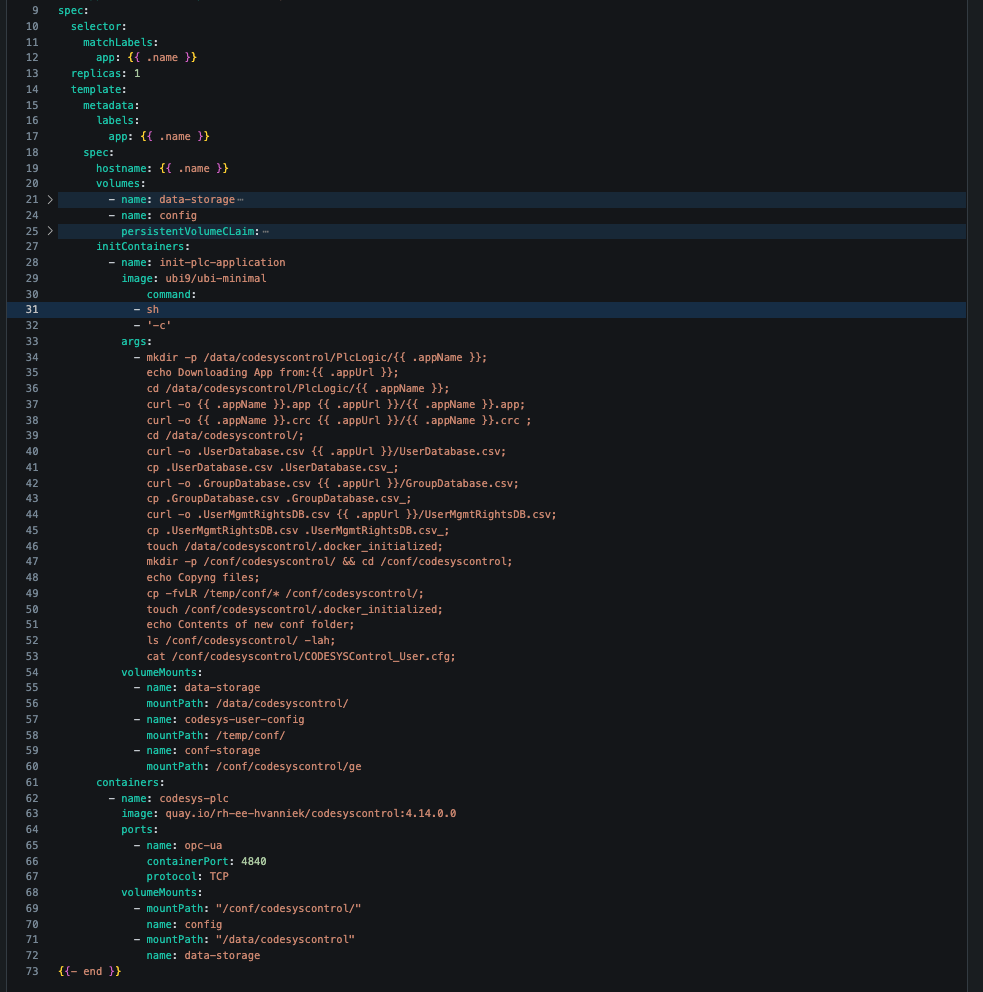 9 spec:
10 selector:
11 matchLabels:
12 app: {{ .name }}
13 replicas: 1
14 template:
15 metadata:
16 labels:
17 app: {{ .name }}
18 spec:
19 hostname: {{ .name }}
20 volumes:
21 - name: data-storage…
24 - name: config
25 persistentVolumeCLaim:…
27 initContainers:
28 - name: init-plc-application
29 image: ubi9/ubi-minimal
30 command:
31 - sh
32 - '-c'
33 args:
34 - mkdir -p /data/codesyscontrol/PlcLogic/{{ .appName }};
35 echo Downloading App from:{{ .appUrl }};
36 cd /data/codesyscontrol/PlcLogic/{{ .appName }};
37 curl -o {{ .appName }}.app {{ .appUrl }}/{{ .appName }}.app;
38 curl -o {{ .appName }}.crc {{ .appUrl }}/{{ .appName }}.crc ;
39 cd /data/codesyscontrol/;
40 curl -o .UserDatabase.csv {{ .appUrl }}/UserDatabase.csv;
41 cp .UserDatabase.csv .UserDatabase.csv_;
42 curl -o .GroupDatabase.csv {{ .appUrl }}/GroupDatabase.csv;
43 cp .GroupDatabase.csv .GroupDatabase.csv_;
44 curl -o .UserMgmtRightsDB.csv {{ .appUrl }}/UserMgmtRightsDB.csv;
45 cp .UserMgmtRightsDB.csv .UserMgmtRightsDB.csv_;
46 touch /data/codesyscontrol/.docker_initialized;
47 mkdir -p /conf/codesyscontrol/ && cd /conf/codesyscontrol;
48 echo Copyng files;
49 cp -fvLR /temp/conf/* /conf/codesyscontrol/;
50 touch /conf/codesyscontrol/.docker_initialized;
51 echo Contents of new conf folder;
52 ls /conf/codesyscontrol/ -lah;
53 cat /conf/codesyscontrol/CODESYSControl_User.cfg;
54 volumeMounts:
55 - name: data-storage
56 mountPath: /data/codesyscontrol/
57 - name: codesys-user-config
58 mountPath: /temp/conf/
59 - name: conf-storage
60 mountPath: /conf/codesyscontrol/ge
61 containers:
62 - name: codesys-plc
63 image: quay.io/rh-ee-hvanniek/codesyscontrol:4.14.0.0
64 ports:
65 - name: opc-ua
66 containerPort: 4840
67 protocol: TCP
68 volumeMounts:
69 - mountPath: "/conf/codesyscontrol/"
70 name: config
71 - mountPath: "/data/codesyscontrol"
72 name: data-storage
73 {{- end }}